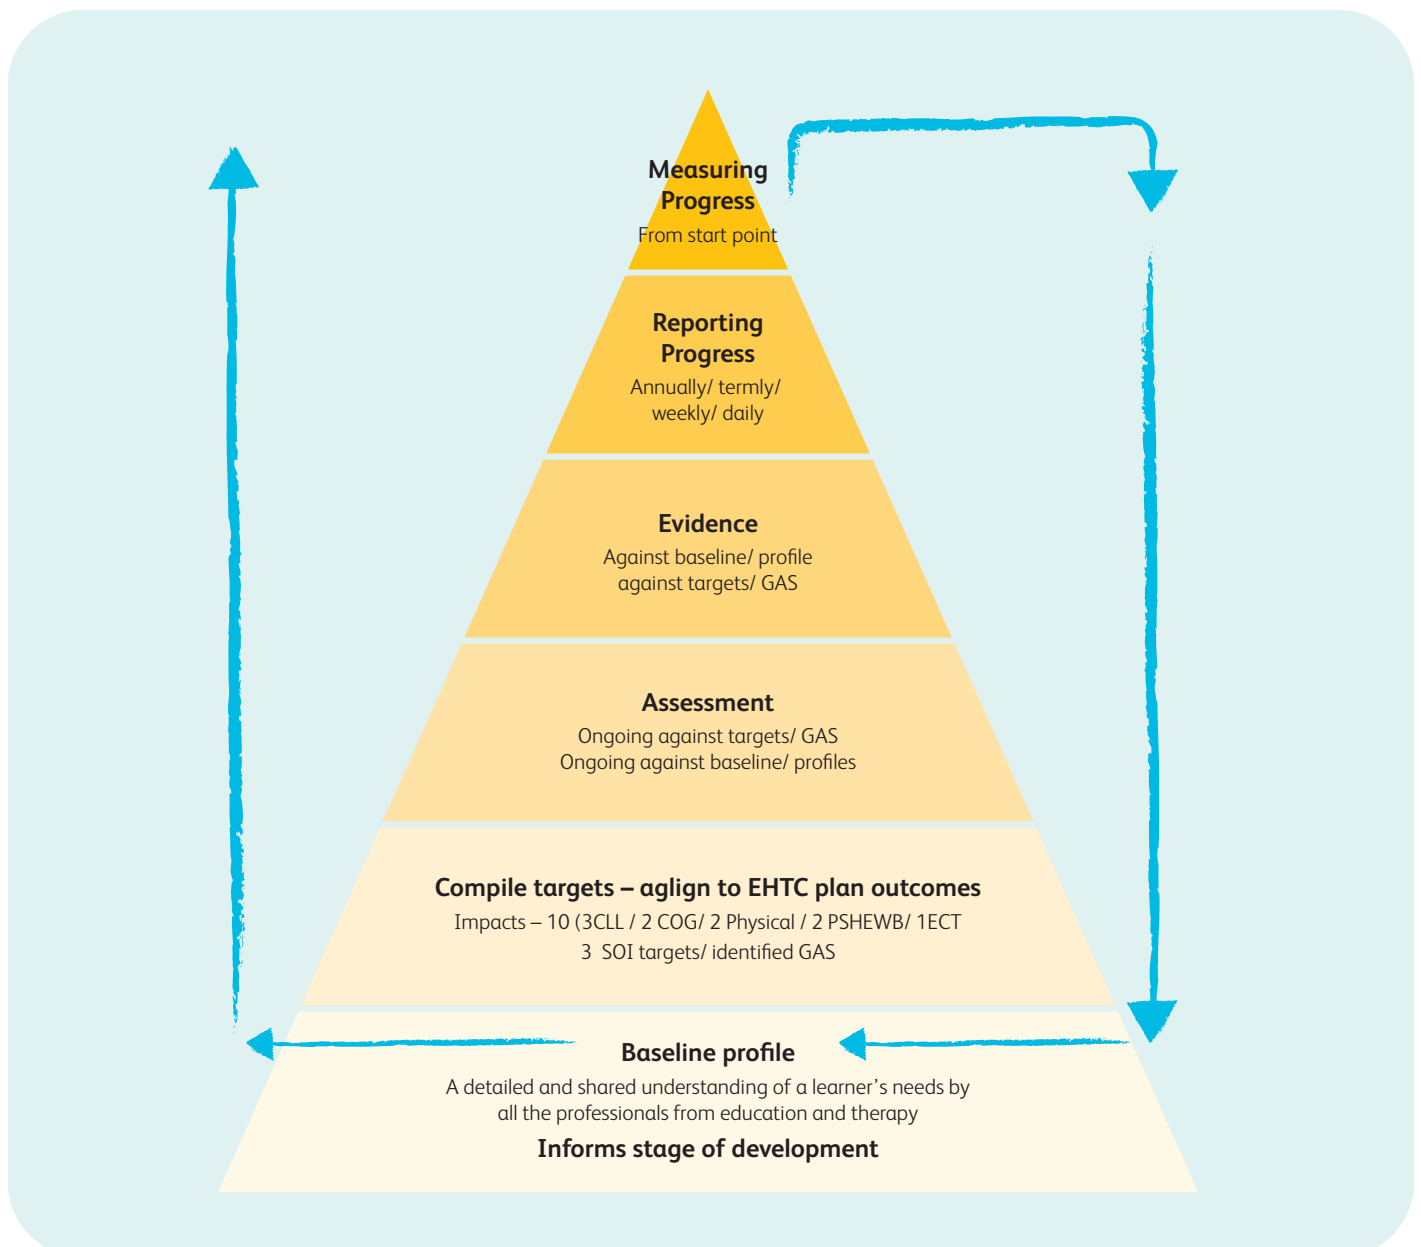 Measuring
Progress
From start point
Reporting
Progress
Annually/ termly/
weekly/ daily
Evidence
Against baseline/ profile
against targets/ GAS
Assessment
Ongoing against targets/ GAS
Ongoing against baseline/ profiles
Compile targets – aglign to EHTC plan outcomes
Impacts – 10 (3CLL / 2 COG/ 2 Physical / 2 PSHEWB/ 1ECT
3 SOI targets/ identified GAS
Baseline profile
A detailed and shared understanding of a learner’s needs by
all the professionals from education and therapy
Informs stage of development